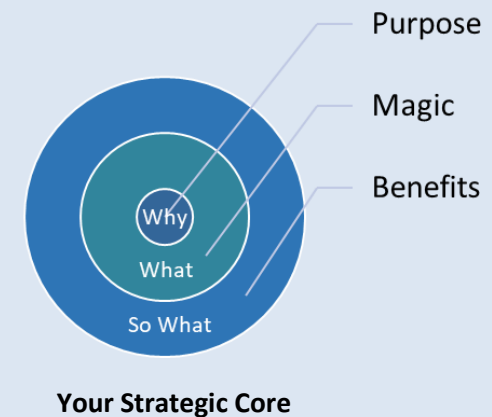 Purpose
Magic
Benefits
Why
What
So What
Your Strategic Core